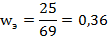 wэ = 25/69 = 0,36